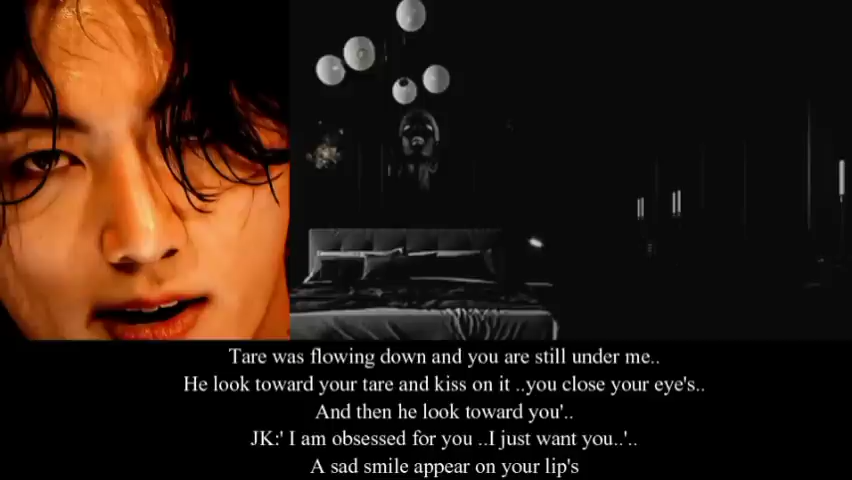 Tare was flowing down and you are still under me..
He look toward your tare and kiss on it ..you close your eye's..
And then he look toward you'..
JK:' I am obsessed for you ..I just want you..'..
A sad smile appear on your lip's